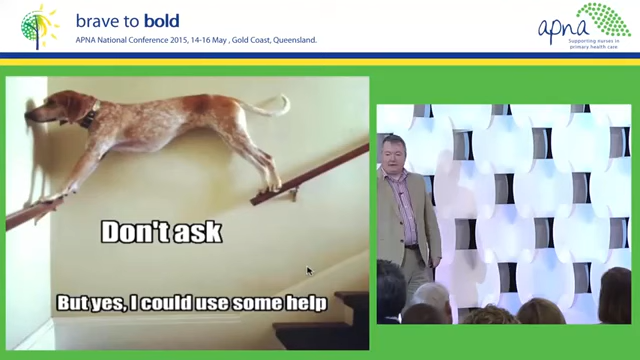 brave to bold
APNA National Conference 2015, 14-16 May , Gold Coast, Queensland.
apna
Supporting nurses in
primary health care
Don't ask
But yes, I could use some help